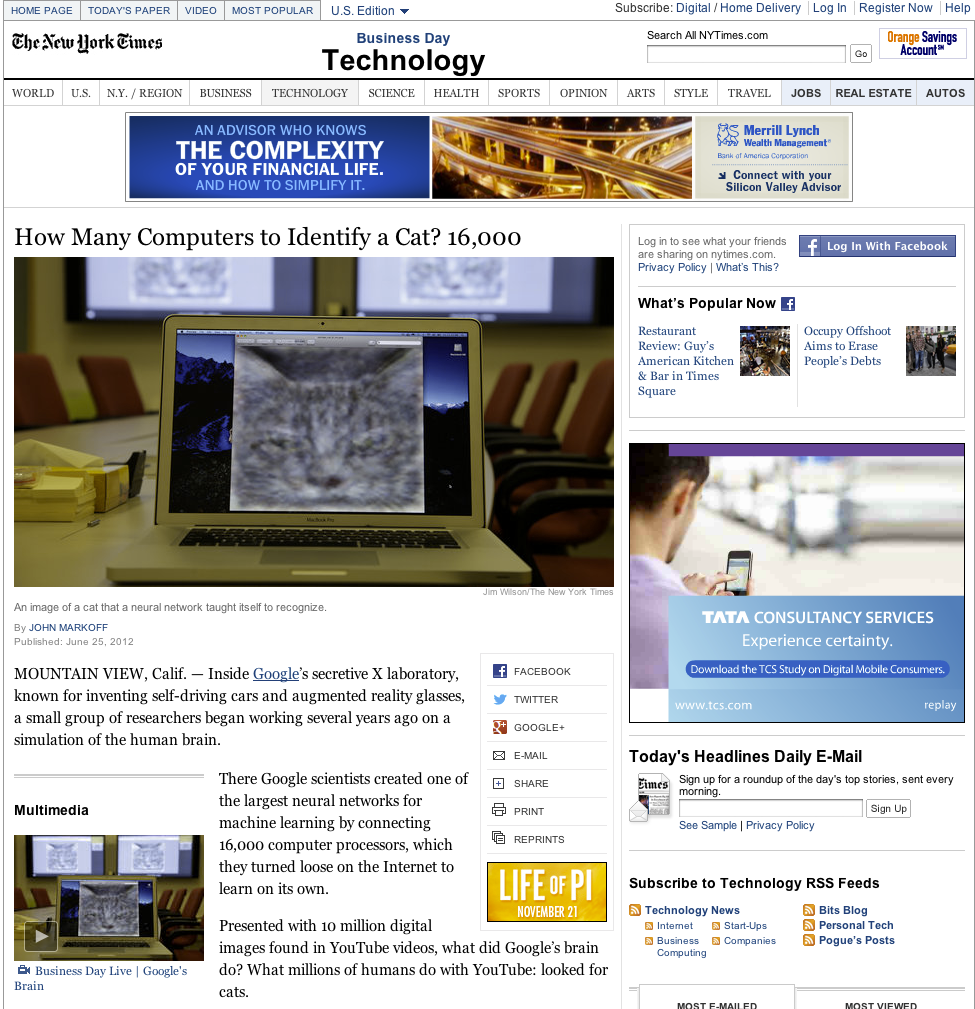 HOME PAGE
TODAY'S PAPER
VIDEO
MOST POPULAR
U.S. Edition
Subscribe: Digital / Home Delivery
Log In
Register Now
Help
The New York Times
Business Day
Technology
Search All NYTimes.com
Go
Orange Savings
Account SM
WORLD
U.S.
N.Y. / REGION
BUSINESS
TECHNOLOGY
SCIENCE
HEALTH
SPORTS
OPINION
ARTS
STYLE
TRAVEL
JOBS
REAL ESTATE
AUTOS
AN ADVISOR WHO KNOWS
THE COMPLEXITY
OF YOUR FINANCIAL LIFE.
AND HOW TO SIMPLIFY IT.
Merrill Lynch
Wealth Management®
Bank of America Corporation
Connect with your
Silicon Valley Advisor
How Many Computers to Identify a Cat? 16,000
MacBook Pro
Jim Wilson/The New York Times
An image of a cat that a neural network taught itself to recognize.
By JOHN MARKOFF
Published: June 25, 2012
MOUNTAIN VIEW, Calif. — Inside Google's secretive X laboratory,
known for inventing self-driving cars and augmented reality glasses,
a small group of researchers began working several years ago on a
simulation of the human brain.
FACEBOOK
TWITTER
GOOGLE+
E-MAIL
SHARE
PRINT
REPRINTS
LIFE OF PI
NOVEMBER 21
Multimedia
Business Day Live | Google's
Brain
There Google scientists created one of
the largest neural networks for
machine learning by connecting
16,000 computer processors, which
they turned loose on the Internet to
learn on its own.
Presented with 10 million digital
images found in YouTube videos, what did Google's brain
do? What millions of humans do with YouTube: looked for
cats.
Log in to see what your friends
are sharing on nytimes.com.
Privacy Policy | What's This?
f Log In With Facebook
What's Popular Now
Restaurant
Review: Guy's
American Kitchen
& Bar in Times
Square
Occupy Offshoot
Aims to Erase
People's Debts
TATA CONSULTANCY SERVICES
Experience certainty.
Download the TCS Study on Digital Mobile Consumers.
www.tcs.com
replay
Today's Headlines Daily E-Mail
Times
Sign up for a roundup of the day's top stories, sent every
morning.
Sign Up
See Sample | Privacy Policy
Subscribe to Technology RSS Feeds
Technology News
Internet
Start-Ups
Business
Computing
Companies
Bits Blog
Personal Tech
Pogue's Posts
MOST E-MAILED
MOST VIEWED